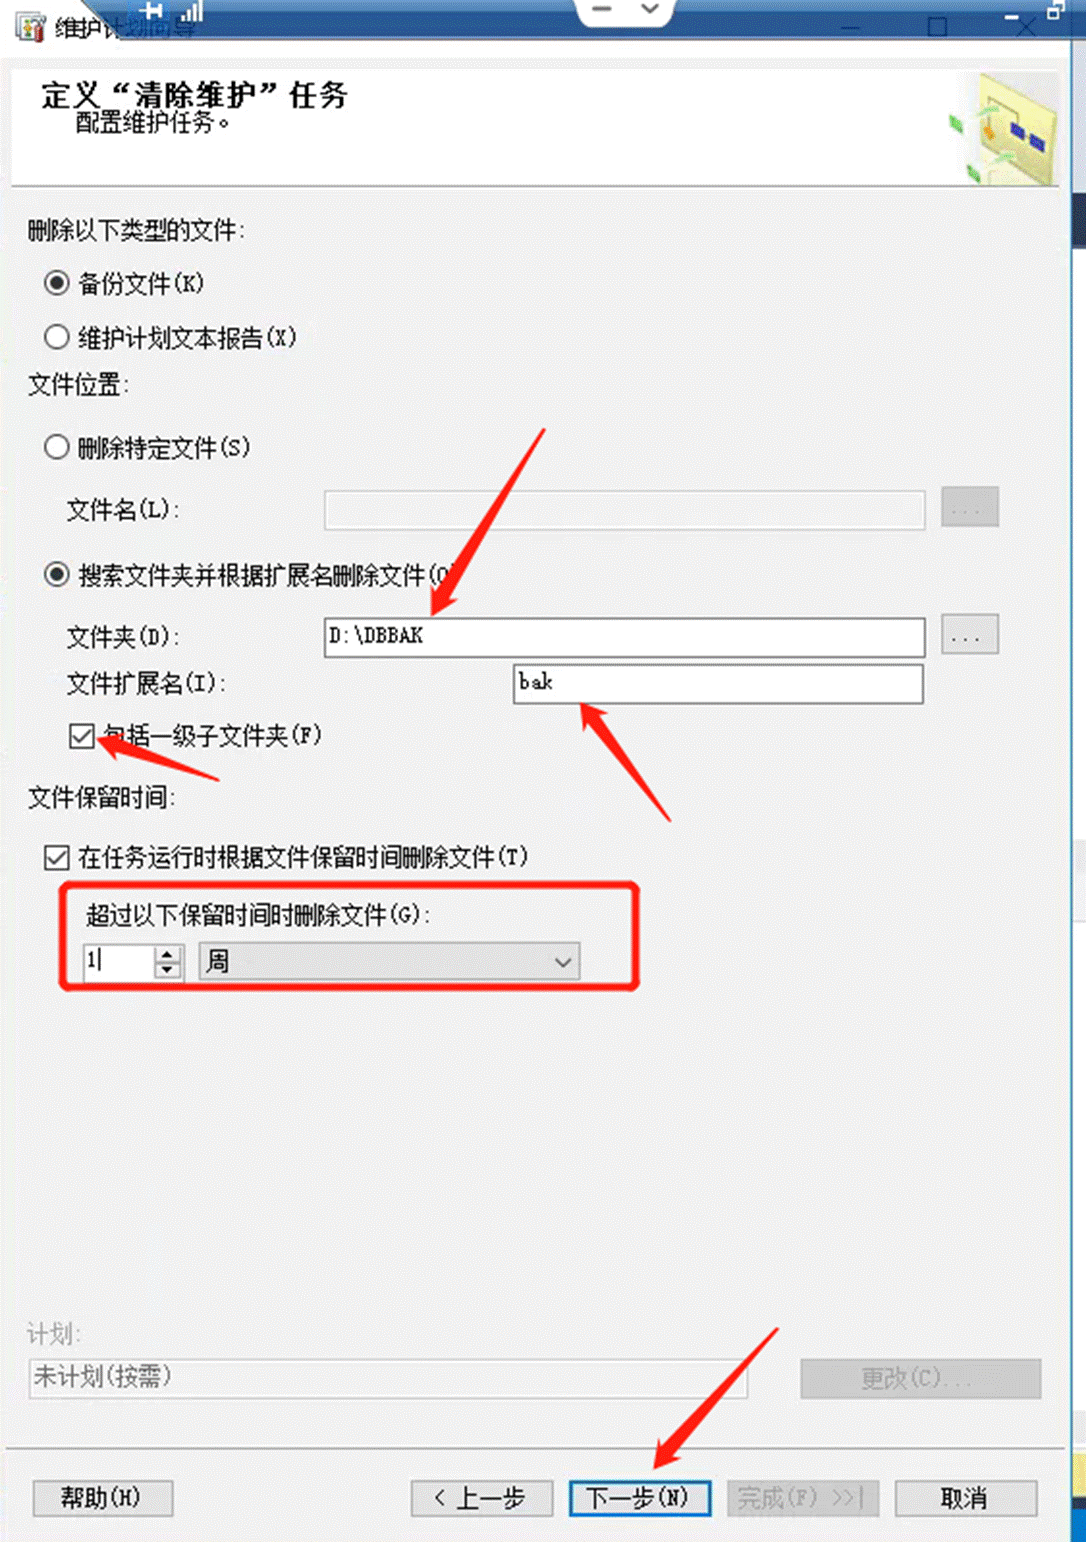 维护计划向导
定义“清除维护”任务
配置维护任务。
删除以下类型的文件:
备份文件(K)
维护计划文本报告(X)
文件位置:
删除特定文件(S)
文件名(L):
...
搜索文件夹并根据扩展名删除文件(O
文件夹(D):
D:\DBBAK
...
文件扩展名(I):
bak
包括一级子文件夹(F)
文件保留时间:
在任务运行时根据文件保留时间删除文件(T)
超过以下保留时间时删除文件(G):
1 周
计划:
未计划(按需)
更改(C)...
帮助(H)
< 上一步
下一步(N)
完成(F) >>|
取消